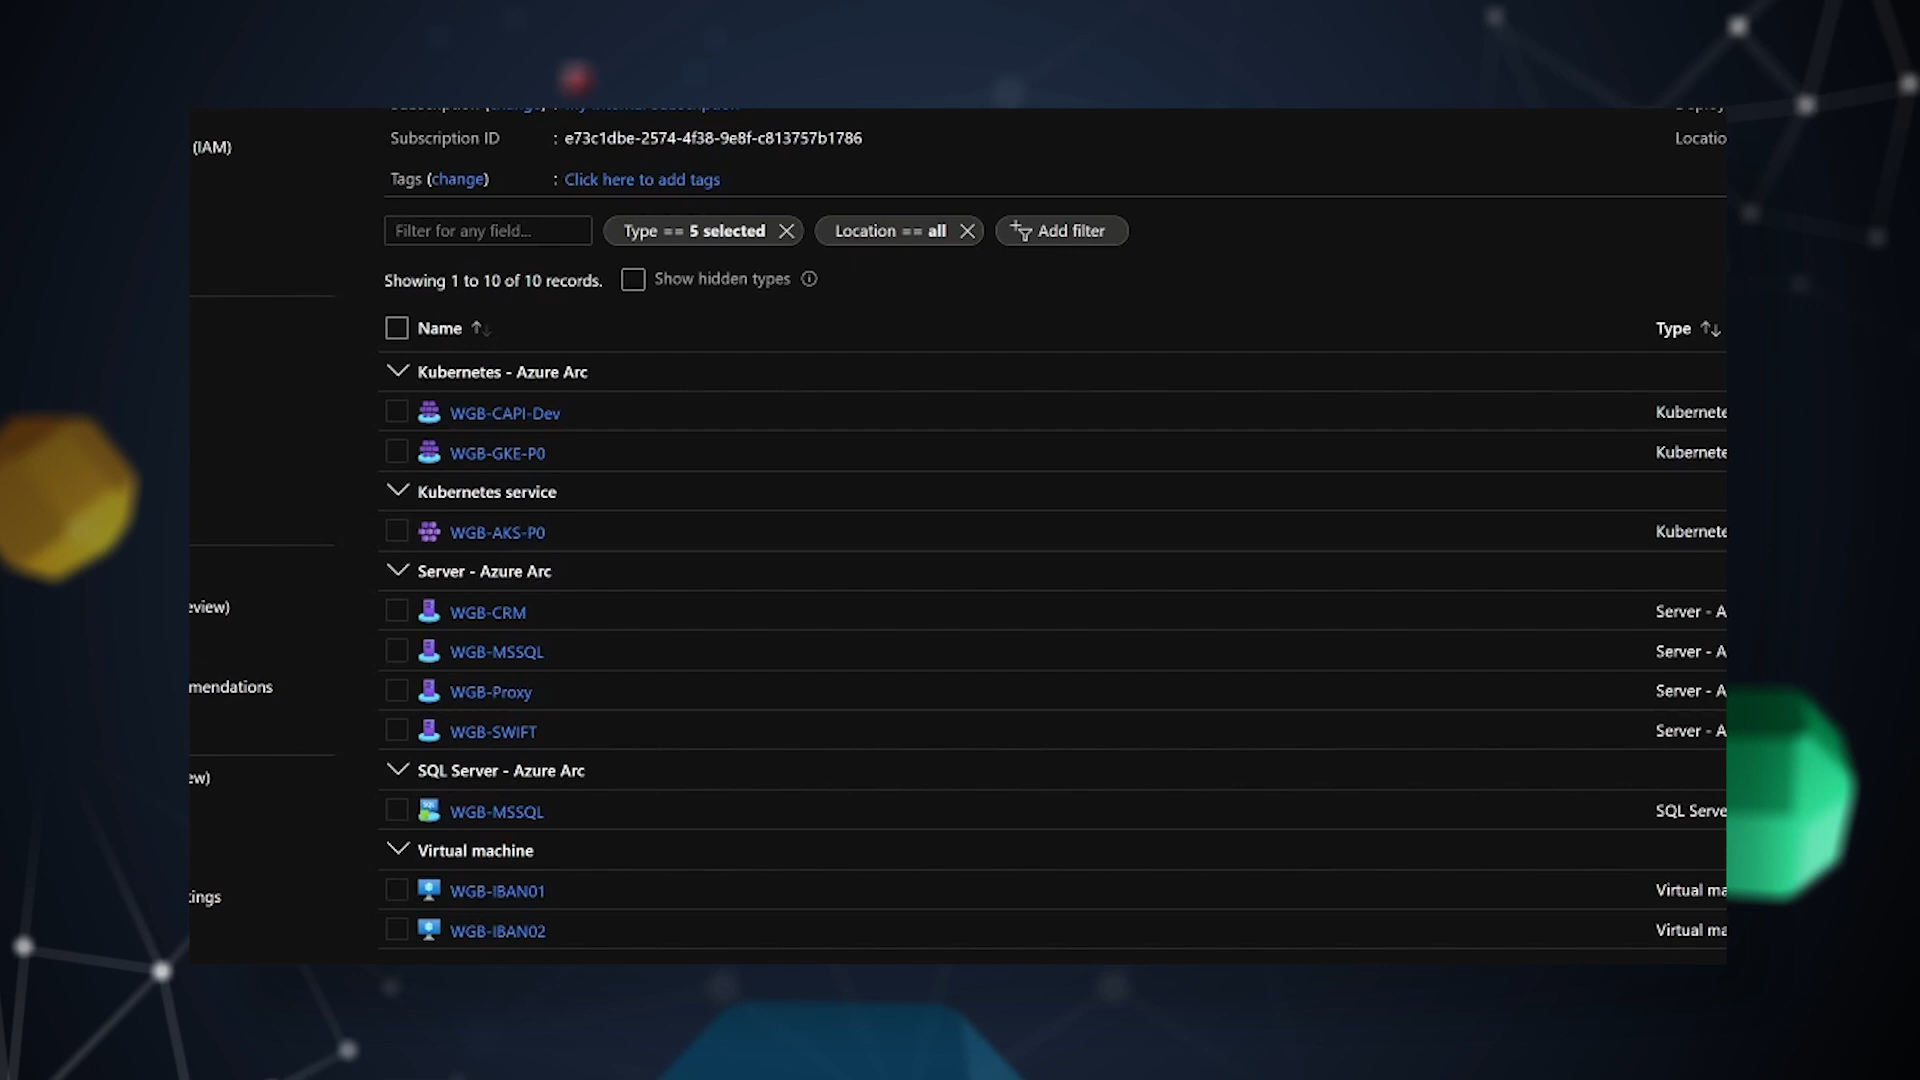 (IAM)
Subscription ID : e73c1dbe-2574-4f38-9e8f-c813757b1786
Locatio
Tags (change) : Click here to add tags
Filter for any field...
Type == 5 selected
Location == all
Add filter
Showing 1 to 10 of 10 records.
Show hidden types
Name
Type
Kubernetes - Azure Arc
WGB-CAPI-Dev
Kubernete
WGB-GKE-P0
Kubernete
Kubernetes service
WGB-AKS-P0
Kubernete
Server - Azure Arc
eview)
WGB-CRM
Server - A
WGB-MSSQL
Server - A
mendations
WGB-Proxy
Server - A
WGB-SWIFT
Server - A
SQL Server - Azure Arc
ew)
WGB-MSSQL
SQL Serve
Virtual machine
tings
WGB-IBAN01
Virtual ma
WGB-IBAN02
Virtual ma